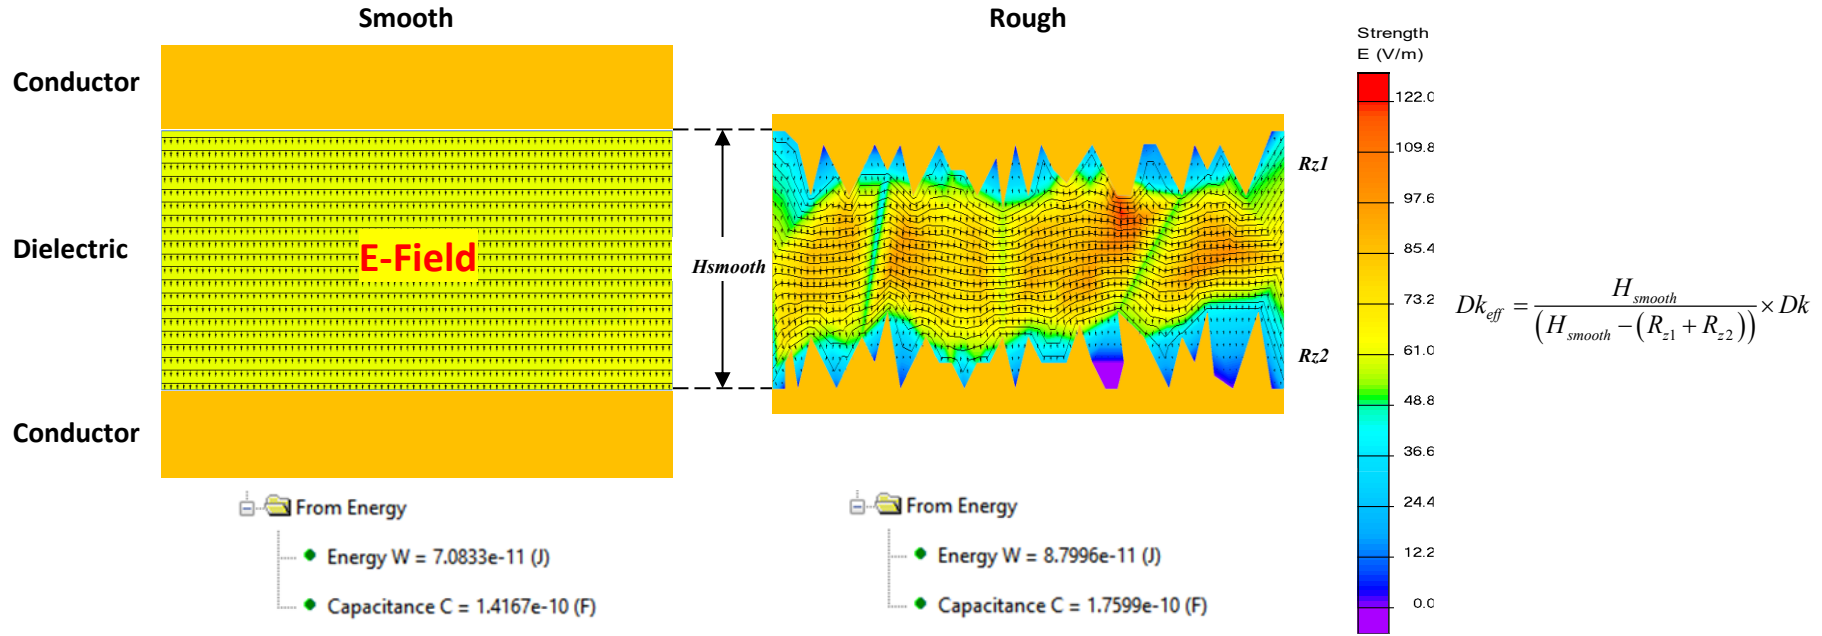 Smooth
Rough
Strength
E (V/m)
Conductor
Dielectric
Conductor
E-Field
Hsmooth
Rz1
Rz2
122.0
109.8
97.6
85.4
73.2
61.0
48.8
36.6
24.4
12.2
0.0
Dk_eff = H_smooth / (H_smooth − (R_z1 + R_z2)) × Dk
From Energy
Energy W = 7.0833e-11 (J)
Capacitance C = 1.4167e-10 (F)
From Energy
Energy W = 8.7996e-11 (J)
Capacitance C = 1.7599e-10 (F)